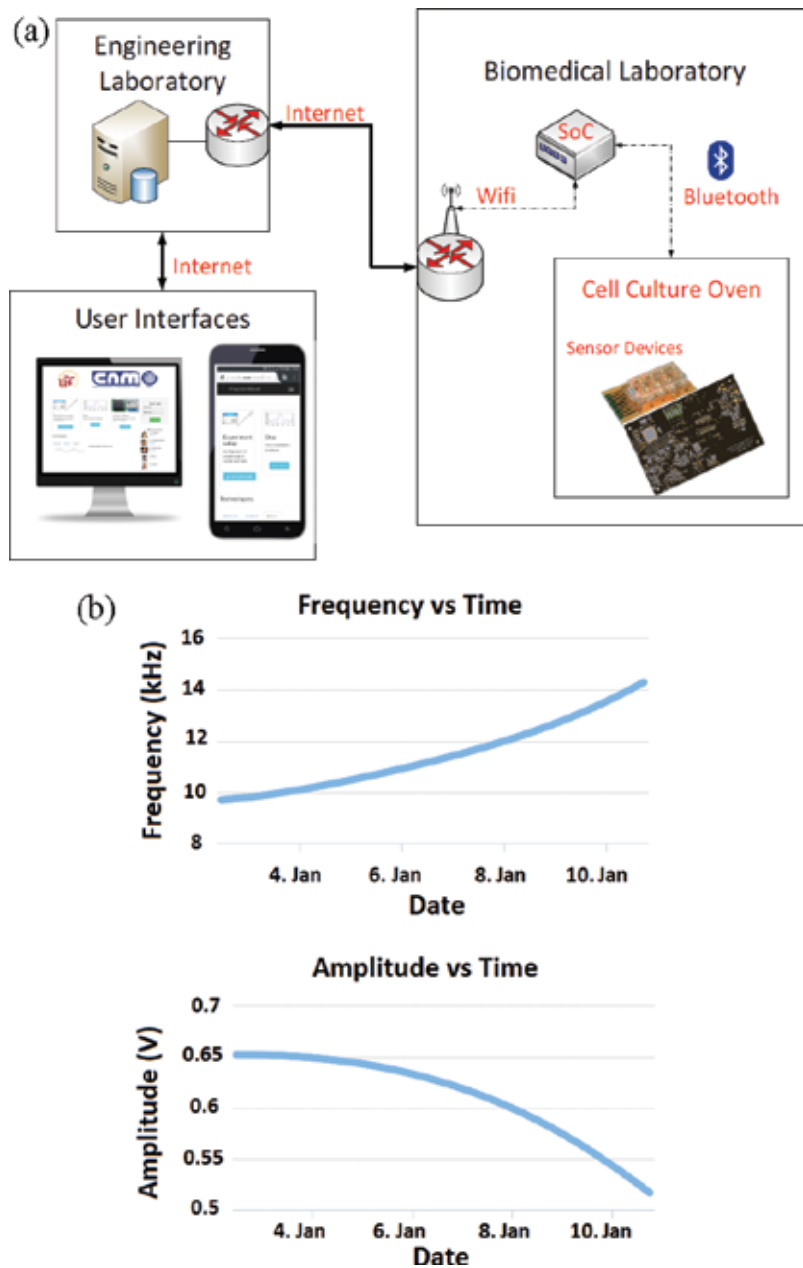 (a)
Engineering
Laboratory
Internet
Internet
User Interfaces
CNM
Biomedical Laboratory
SoC
Wifi
Bluetooth
Cell Culture Oven
Sensor Devices
(b)
Frequency vs Time
Frequency (kHz)
16
14
12
10
8
4. Jan
6. Jan
8. Jan
10. Jan
Date
Amplitude vs Time
Amplitude (V)
0.7
0.65
0.6
0.55
0.5
4. Jan
6. Jan
8. Jan
10. Jan
Date